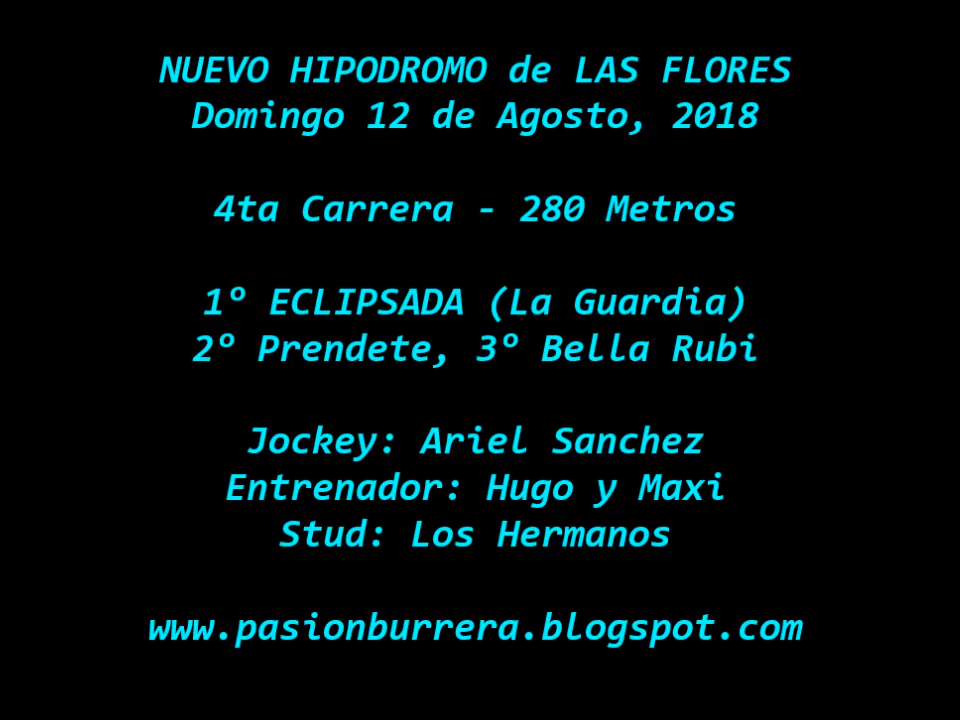 NUEVO HIPODROMO de LAS FLORES
Domingo 12 de Agosto, 2018
4ta Carrera - 280 Metros
1º ECLIPSADA (La Guardia)
2º Prendete, 3º Bella Rubi
Jockey: Ariel Sanchez
Entrenador: Hugo y Maxi
Stud: Los Hermanos
www.pasionburrera.blogspot.com